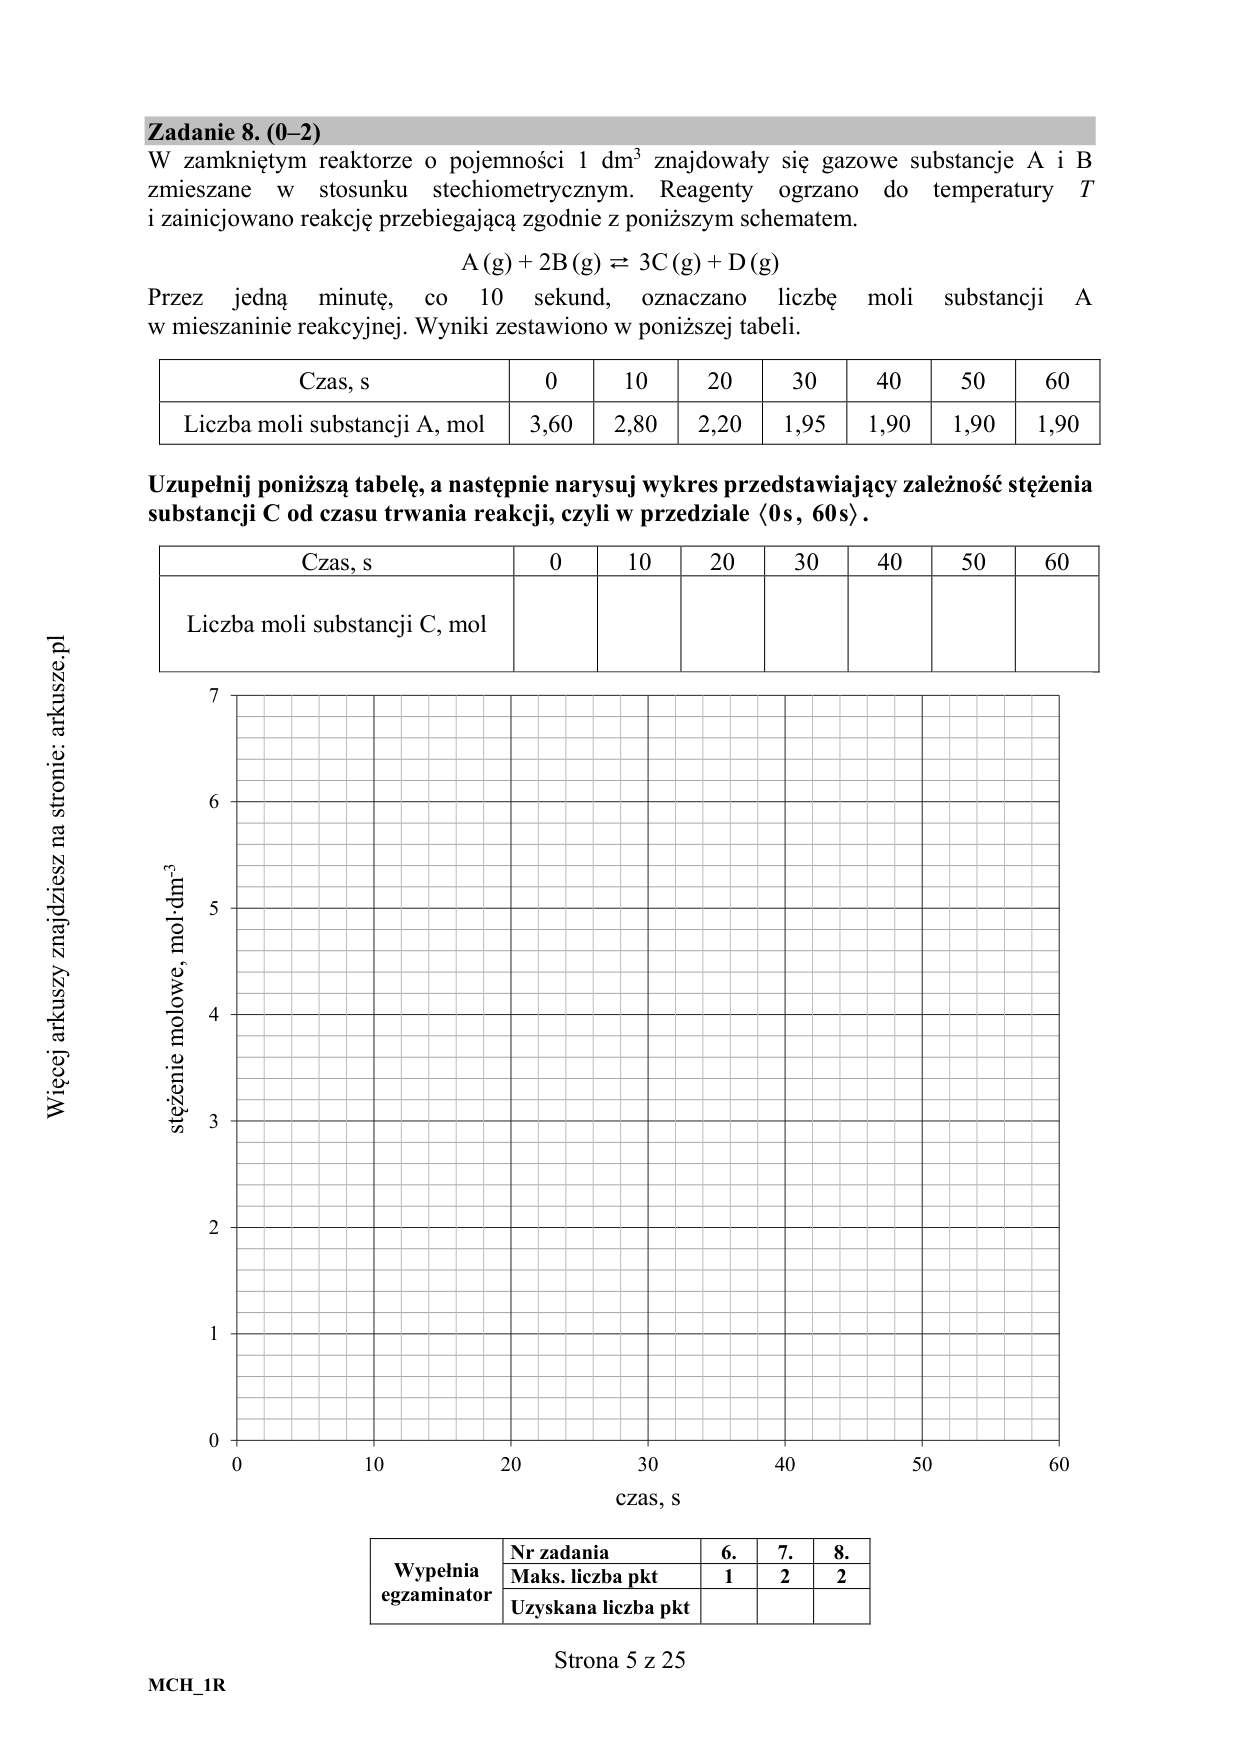 Zadanie 8. (0–2)
W zamkniętym reaktorze o pojemności 1 dm³ znajdowały się gazowe substancje A i B
zmieszane w stosunku stechiometrycznym. Reagenty ogrzano do temperatury T
i zainicjowano reakcję przebiegającą zgodnie z poniższym schematem.
A (g) + 2B (g) ⇄ 3C (g) + D (g)
Przez jedną minutę, co 10 sekund, oznaczano liczbę moli substancji A
w mieszaninie reakcyjnej. Wyniki zestawiono w poniższej tabeli.
Czas, s 0 10 20 30 40 50 60
Liczba moli substancji A, mol 3,60 2,80 2,20 1,95 1,90 1,90 1,90
Uzupełnij poniższą tabelę, a następnie narysuj wykres przedstawiający zależność stężenia
substancji C od czasu trwania reakcji, czyli w przedziale ⟨0 s, 60 s⟩.
Czas, s 0 10 20 30 40 50 60
Liczba moli substancji C, mol
Więcej arkuszy znajdziesz na stronie: arkusze.pl
stężenie molowe, mol·dm⁻³
7
6
5
4
3
2
1
0
0 10 20 30 40 50 60
czas, s
Wypełnia
egzaminator
Nr zadania 6. 7. 8.
Maks. liczba pkt 1 2 2
Uzyskana liczba pkt
Strona 5 z 25
MCH_1R